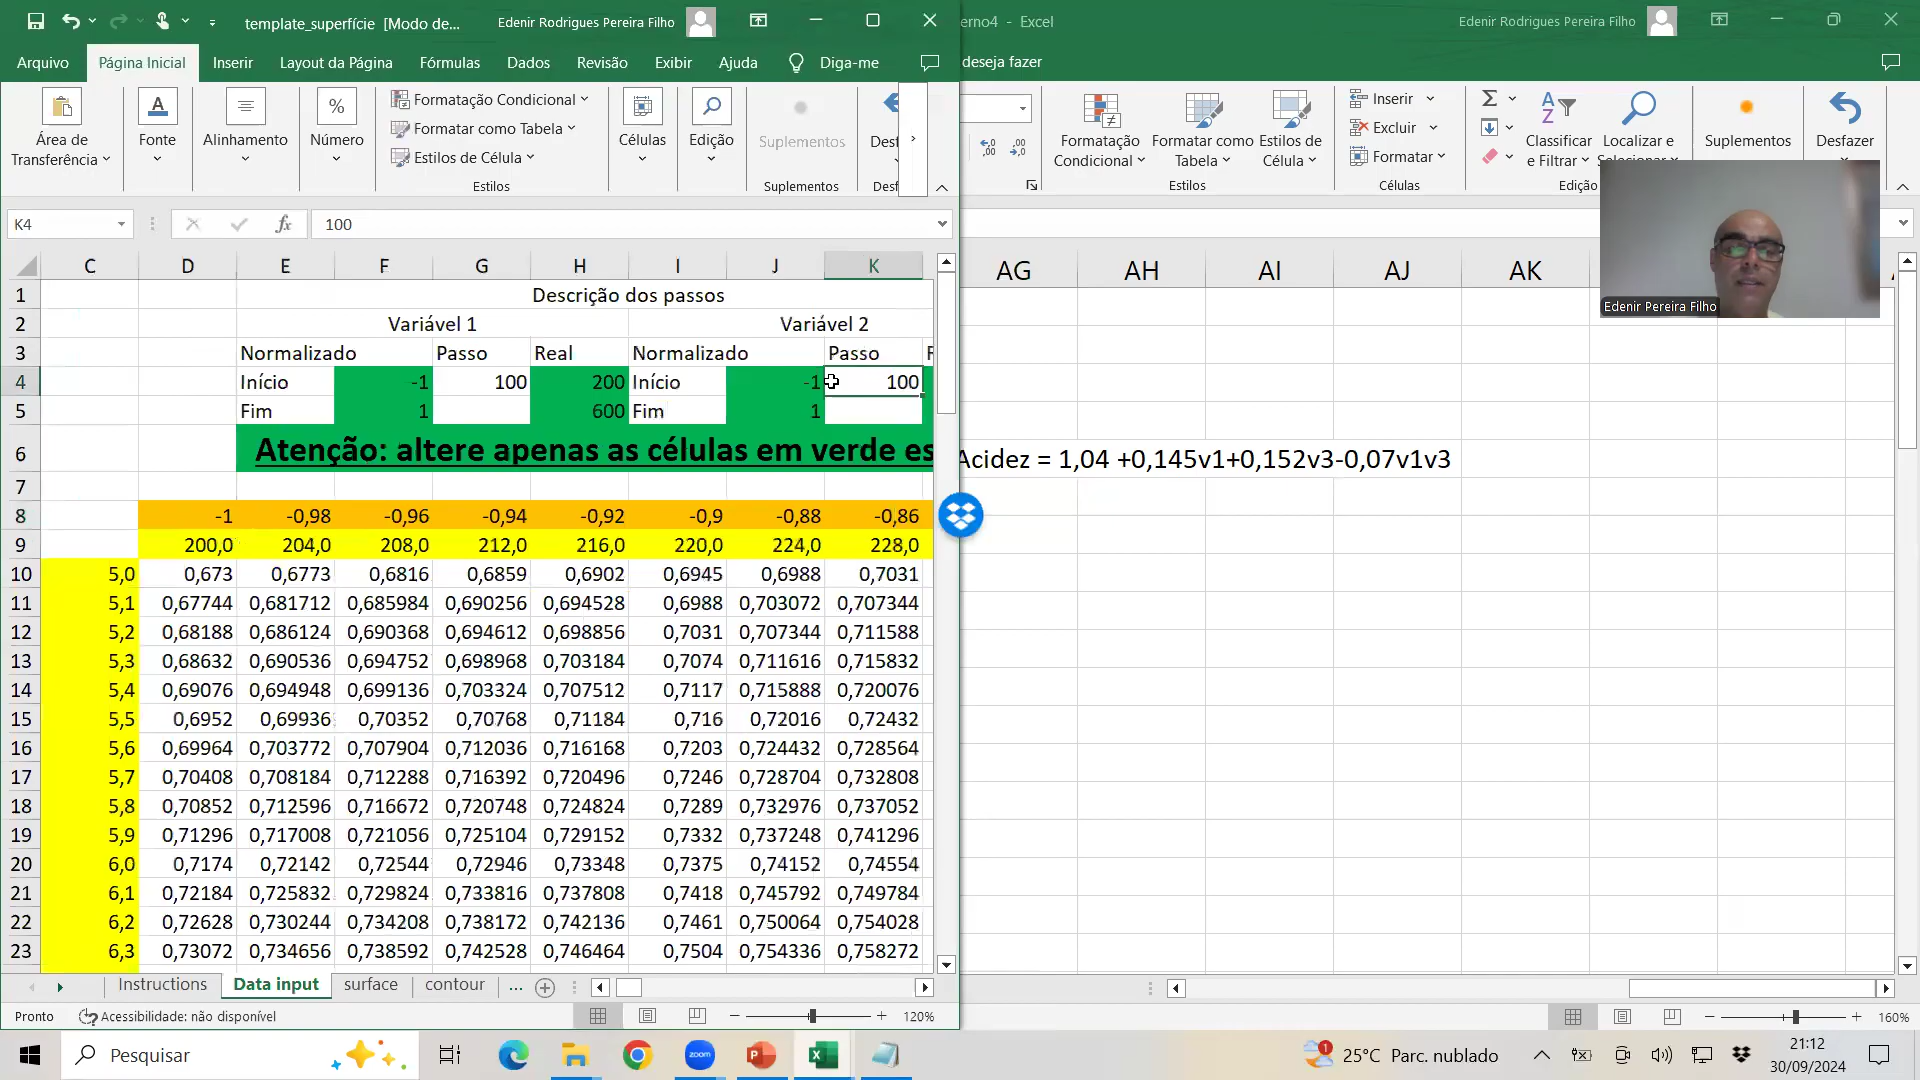 template_superfície [Modo de...
Edenir Rodrigues Pereira Filho
erno4 - Excel
Edenir Rodrigues Pereira Filho
Arquivo
Página Inicial
Inserir
Layout da Página
Fórmulas
Dados
Revisão
Exibir
Ajuda
Diga-me
deseja fazer
Área de Transferência
Fonte
Alinhamento
Número
Formatação Condicional
Formatar como Tabela
Estilos de Célula
Estilos
Células
Edição
Suplementos
Suplementos
Formatação Condicional
Formatar como Tabela
Estilos de Célula
Estilos
Inserir
Excluir
Formatar
Células
Classificar e Filtrar
Localizar e
Edição
Suplementos
Desfazer
K4
100
C D E F G H I J K
AG AH AI AJ AK
Edenir Pereira Filho
1 Descrição dos passos
2 Variável 1 Variável 2
3 Normalizado Passo Real Normalizado Passo
4 Início -1 100 200 Início -1 100
5 Fim 1 600 Fim 1
6 Atenção: altere apenas as células em verde es
Acidez = 1,04 +0,145v1+0,152v3-0,07v1v3
7
8 -1 -0,98 -0,96 -0,94 -0,92 -0,9 -0,88 -0,86
9 200,0 204,0 208,0 212,0 216,0 220,0 224,0 228,0
10 5,0 0,673 0,6773 0,6816 0,6859 0,6902 0,6945 0,6988 0,7031
11 5,1 0,67744 0,681712 0,685984 0,690256 0,694528 0,6988 0,703072 0,707344
12 5,2 0,68188 0,686124 0,690368 0,694612 0,698856 0,7031 0,707344 0,711588
13 5,3 0,68632 0,690536 0,694752 0,698968 0,703184 0,7074 0,711616 0,715832
14 5,4 0,69076 0,694948 0,699136 0,703324 0,707512 0,7117 0,715888 0,720076
15 5,5 0,6952 0,69936 0,70352 0,70768 0,71184 0,716 0,72016 0,72432
16 5,6 0,69964 0,703772 0,707904 0,712036 0,716168 0,7203 0,724432 0,728564
17 5,7 0,70408 0,708184 0,712288 0,716392 0,720496 0,7246 0,728704 0,732808
18 5,8 0,70852 0,712596 0,716672 0,720748 0,724824 0,7289 0,732976 0,737052
19 5,9 0,71296 0,717008 0,721056 0,725104 0,729152 0,7332 0,737248 0,741296
20 6,0 0,7174 0,72142 0,72544 0,72946 0,73348 0,7375 0,74152 0,74554
21 6,1 0,72184 0,725832 0,729824 0,733816 0,737808 0,7418 0,745792 0,749784
22 6,2 0,72628 0,730244 0,734208 0,738172 0,742136 0,7461 0,750064 0,754028
23 6,3 0,73072 0,734656 0,738592 0,742528 0,746464 0,7504 0,754336 0,758272
Instructions
Data input
surface
contour
...
Pronto
Acessibilidade: não disponível
120%
160%
Pesquisar
zoom
25°C Parc. nublado
21:12
30/09/2024